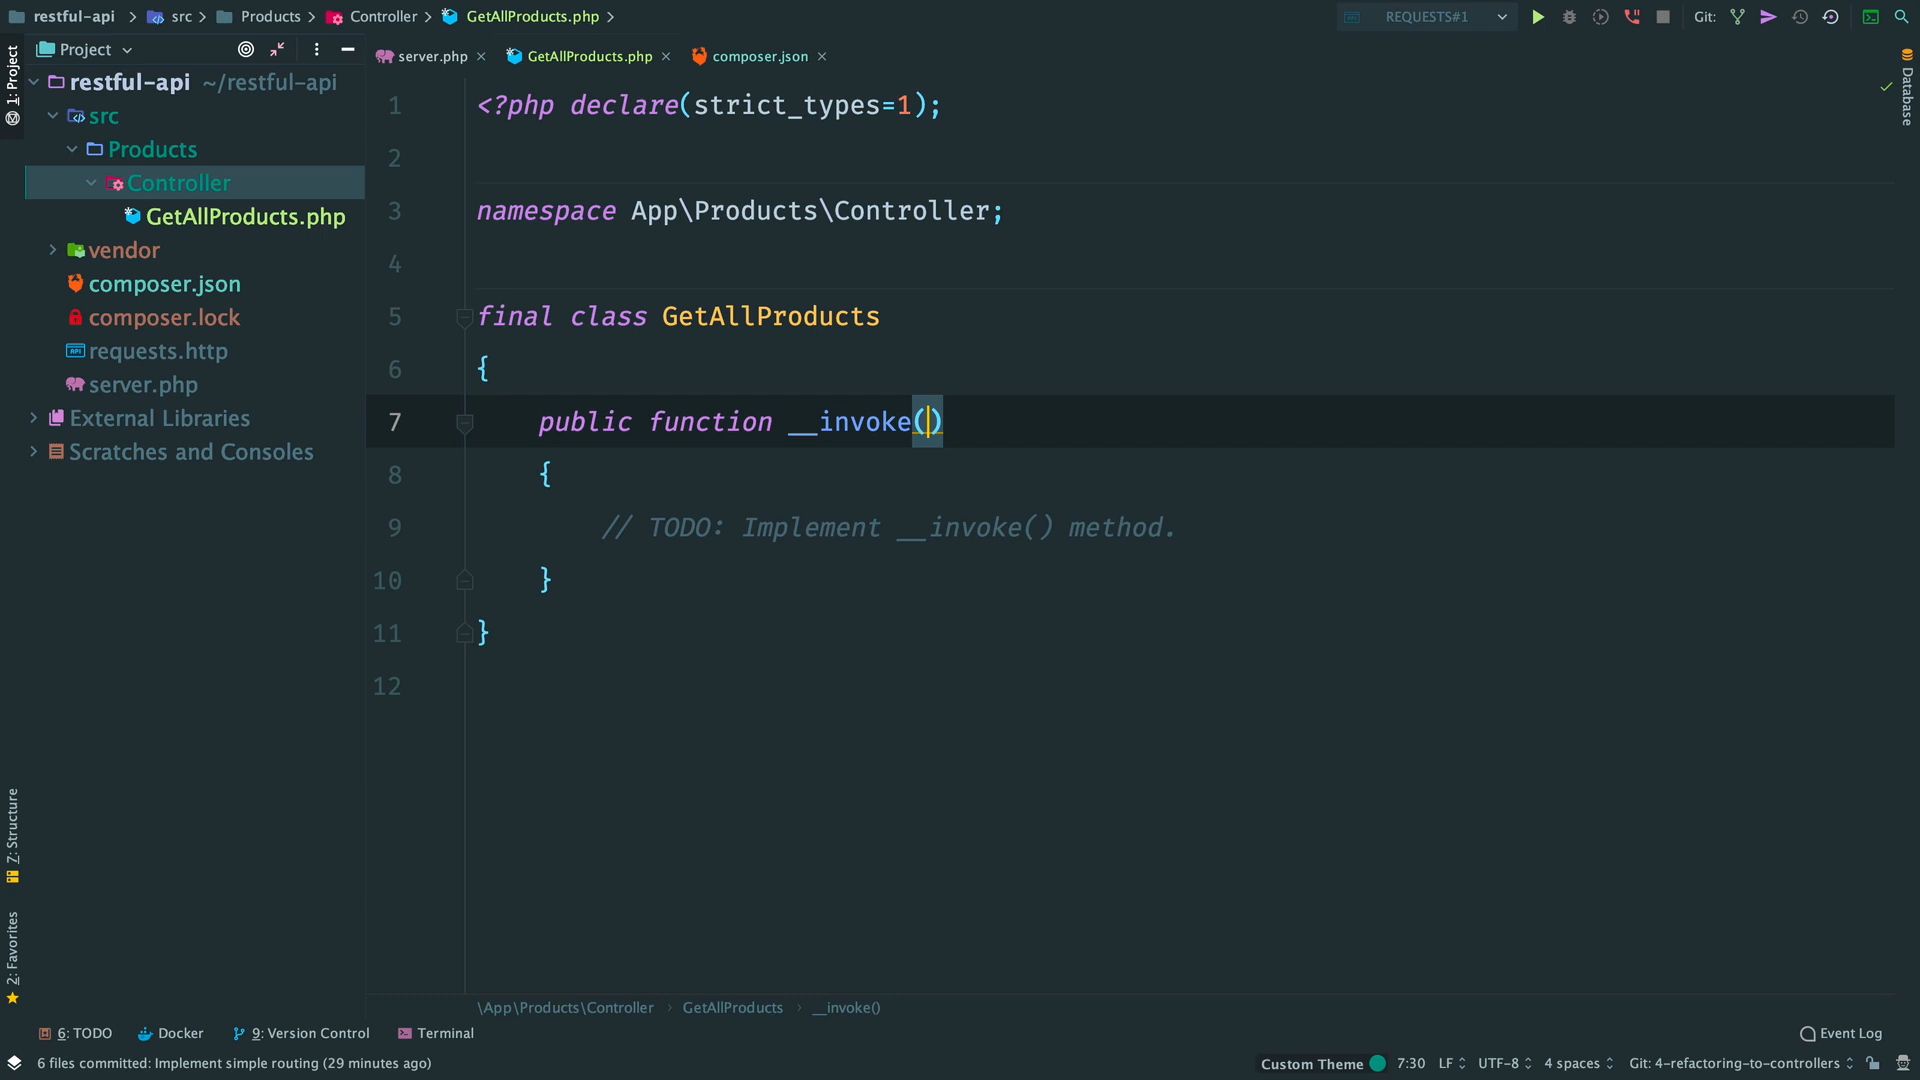 restful-api src Products Controller GetAllProducts.php REQUESTS#1 Git:
Project
server.php GetAllProducts.php composer.json
1: Project
restful-api ~/restful-api
src
Products
Controller
GetAllProducts.php
vendor
composer.json
composer.lock
requests.http
server.php
External Libraries
Scratches and Consoles
7: Structure
2: Favorites
1 <?php declare(strict_types=1);
2
3 namespace App\Products\Controller;
4
5 final class GetAllProducts
6 {
7 public function __invoke()
8 {
9 // TODO: Implement __invoke() method.
10 }
11 }
12
Database
\App\Products\Controller GetAllProducts __invoke()
6: TODO Docker 9: Version Control Terminal Event Log
6 files committed: Implement simple routing (29 minutes ago) Custom Theme 7:30 LF UTF-8 4 spaces Git: 4-refactoring-to-controllers